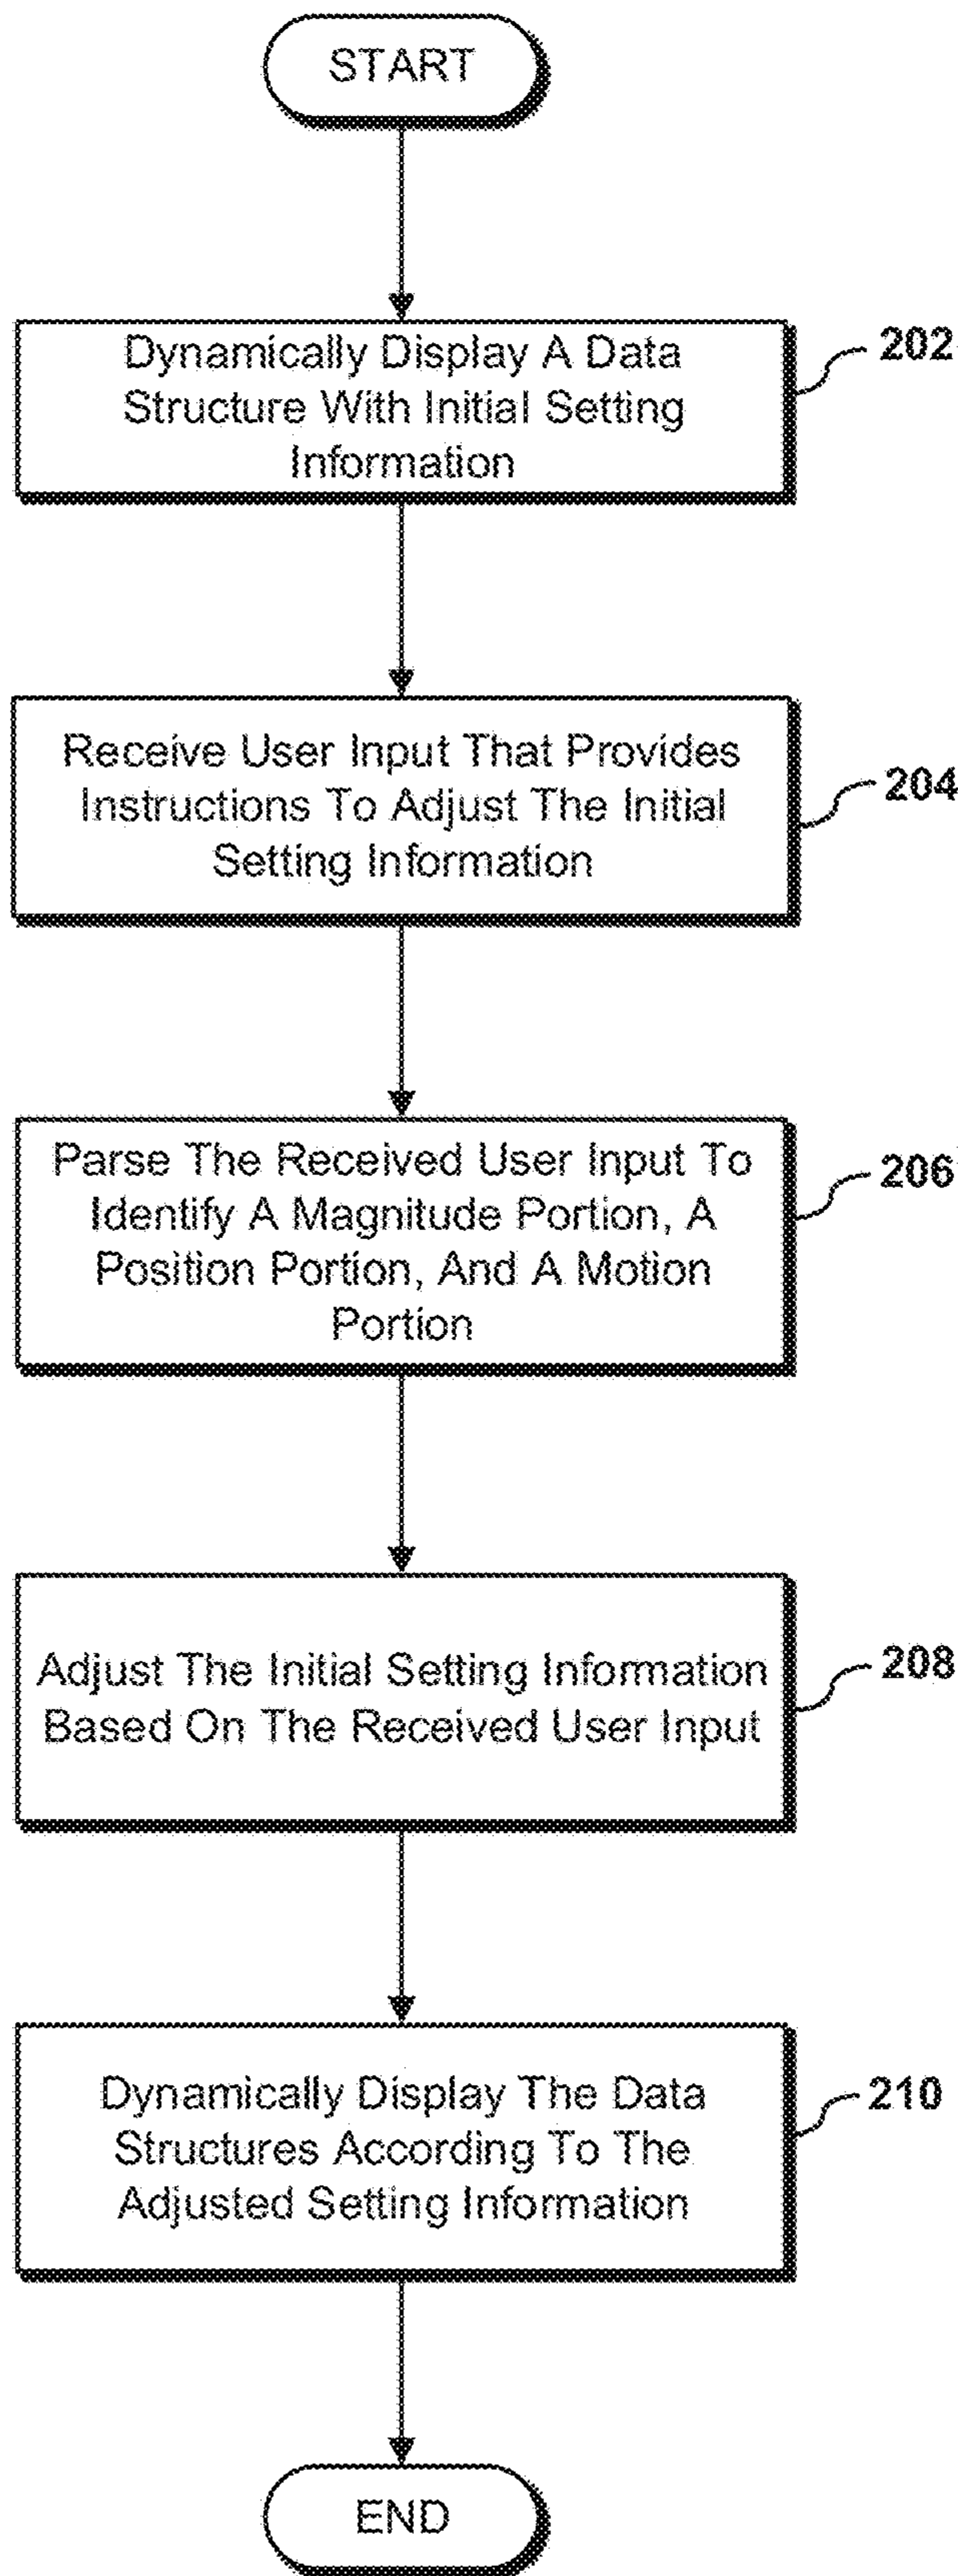 START
Dynamically Display A Data
Structure With Initial Setting
Information
202
Receive User Input That Provides
Instructions To Adjust The Initial
Setting Information
204
Parse The Received User Input To
Identify A Magnitude Portion, A
Position Portion, And A Motion
Portion
206
Adjust The Initial Setting Information
Based On The Received User Input
208
Dynamically Display The Data
Structures According To The
Adjusted Setting Information
210
END